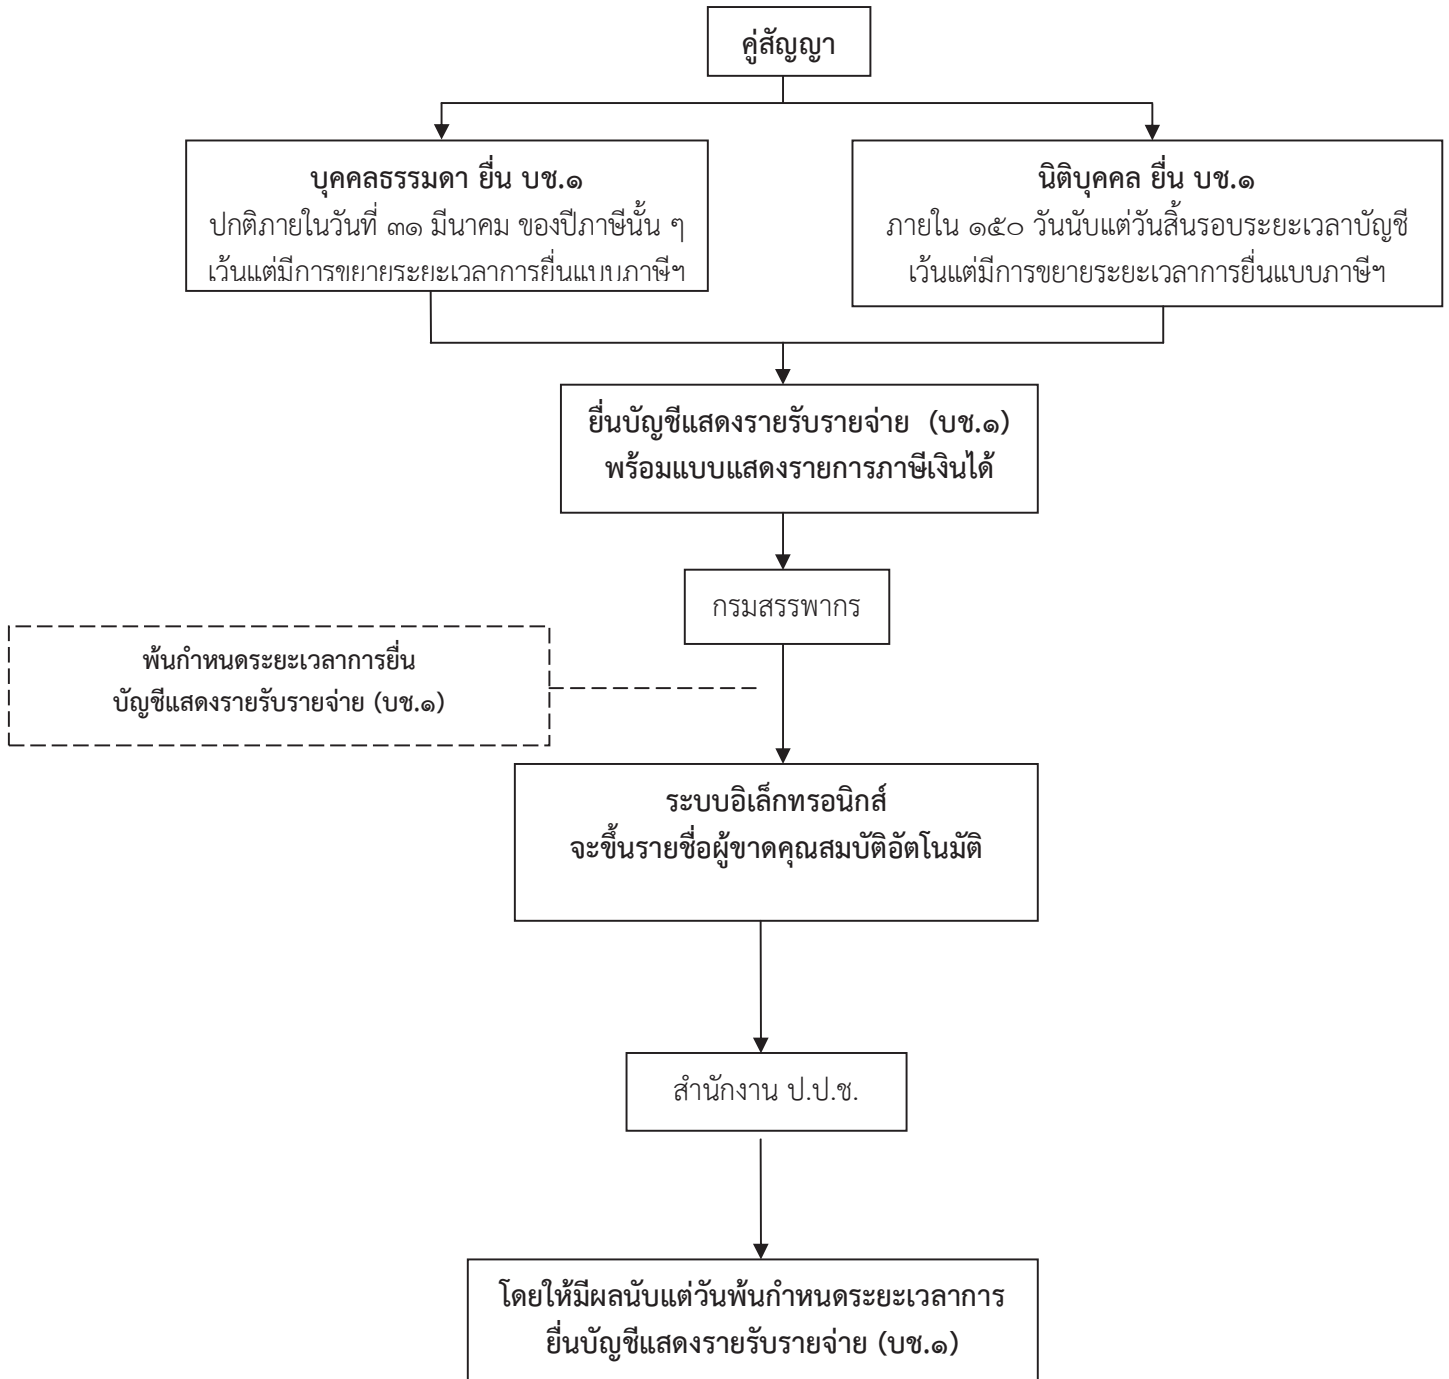 คู่สัญญา
บุคคลธรรมดา ยื่น บช.๑
ปกติภายในวันที่ ๓๑ มีนาคม ของปีภาษีนั้น ๆ
เว้นแต่มีการขยายระยะเวลาการยื่นแบบภาษีฯ
นิติบุคคล ยื่น บช.๑
ภายใน ๑๕๐ วันนับแต่วันสิ้นรอบระยะเวลาบัญชี
เว้นแต่มีการขยายระยะเวลาการยื่นแบบภาษีฯ
ยื่นบัญชีแสดงรายรับรายจ่าย (บช.๑)
พร้อมแบบแสดงรายการภาษีเงินได้
กรมสรรพากร
พ้นกำหนดระยะเวลาการยื่น
บัญชีแสดงรายรับรายจ่าย (บช.๑)
ระบบอิเล็กทรอนิกส์
จะขึ้นรายชื่อผู้ขาดคุณสมบัติอัตโนมัติ
สำนักงาน ป.ป.ช.
โดยให้มีผลนับแต่วันพ้นกำหนดระยะเวลาการ
ยื่นบัญชีแสดงรายรับรายจ่าย (บช.๑)